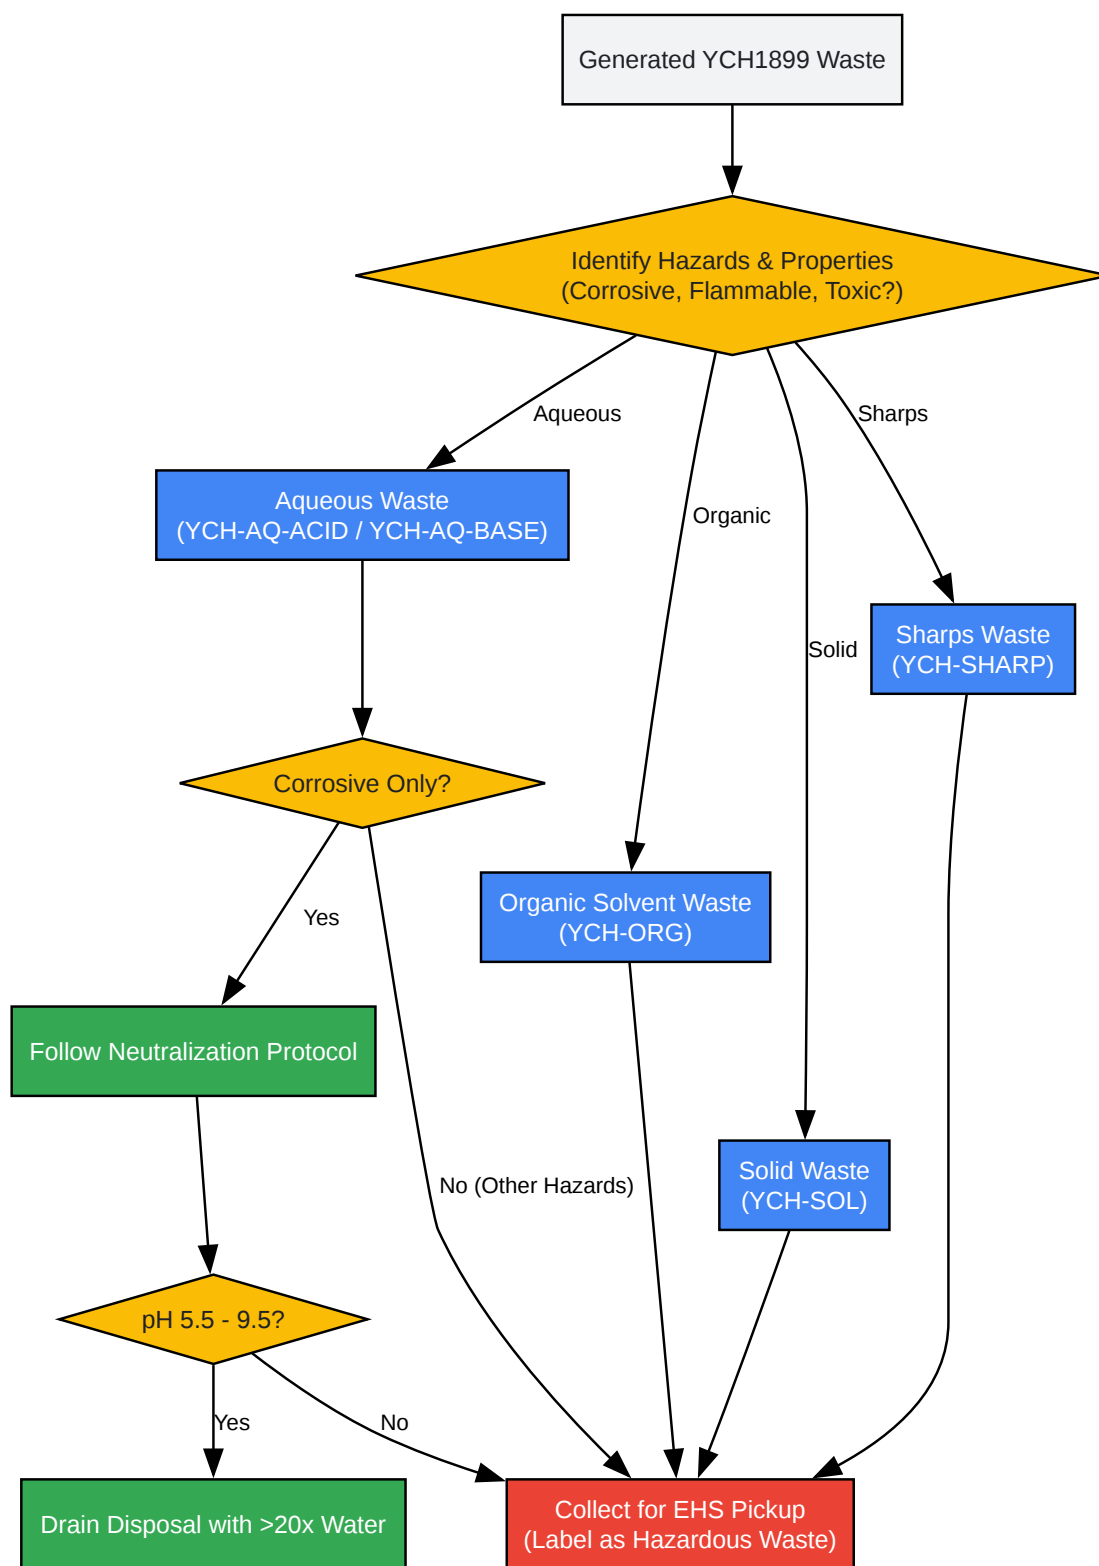 Generated YCH1899 Waste
Identify Hazards & Properties
(Corrosive, Flammable, Toxic?)
Aqueous
Sharps
Organic
Solid
Aqueous Waste
(YCH-AQ-ACID / YCH-AQ-BASE)
Sharps Waste
(YCH-SHARP)
Corrosive Only?
Yes
Organic Solvent Waste
(YCH-ORG)
Follow Neutralization Protocol
No (Other Hazards)
Solid Waste
(YCH-SOL)
pH 5.5 - 9.5?
Yes
No
Drain Disposal with >20x Water
Collect for EHS Pickup
(Label as Hazardous Waste)